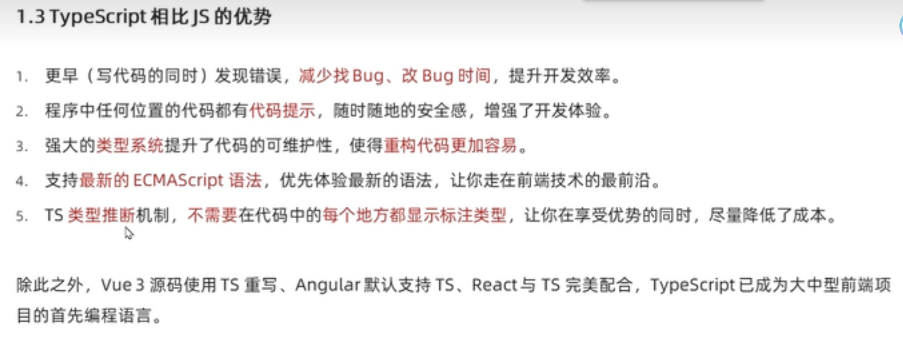 1.3 TypeScript 相比 JS 的优势
1. 更早（写代码的同时）发现错误，减少找 Bug、改 Bug 时间，提升开发效率。
2. 程序中任何位置的代码都有代码提示，随时随地的安全感，增强了开发体验。
3. 强大的类型系统提升了代码的可维护性，使得重构代码更加容易。
4. 支持最新的 ECMAScript 语法，优先体验最新的语法，让你走在前端技术的最前沿。
5. TS 类型推断机制，不需要在代码中的每个地方都显示标注类型，让你在享受优势的同时，尽量降低了成本。
除此之外，Vue 3 源码使用 TS 重写、Angular 默认支持 TS、React 与 TS 完美配合，TypeScript 已成为大中型前端项
目的首先编程语言。